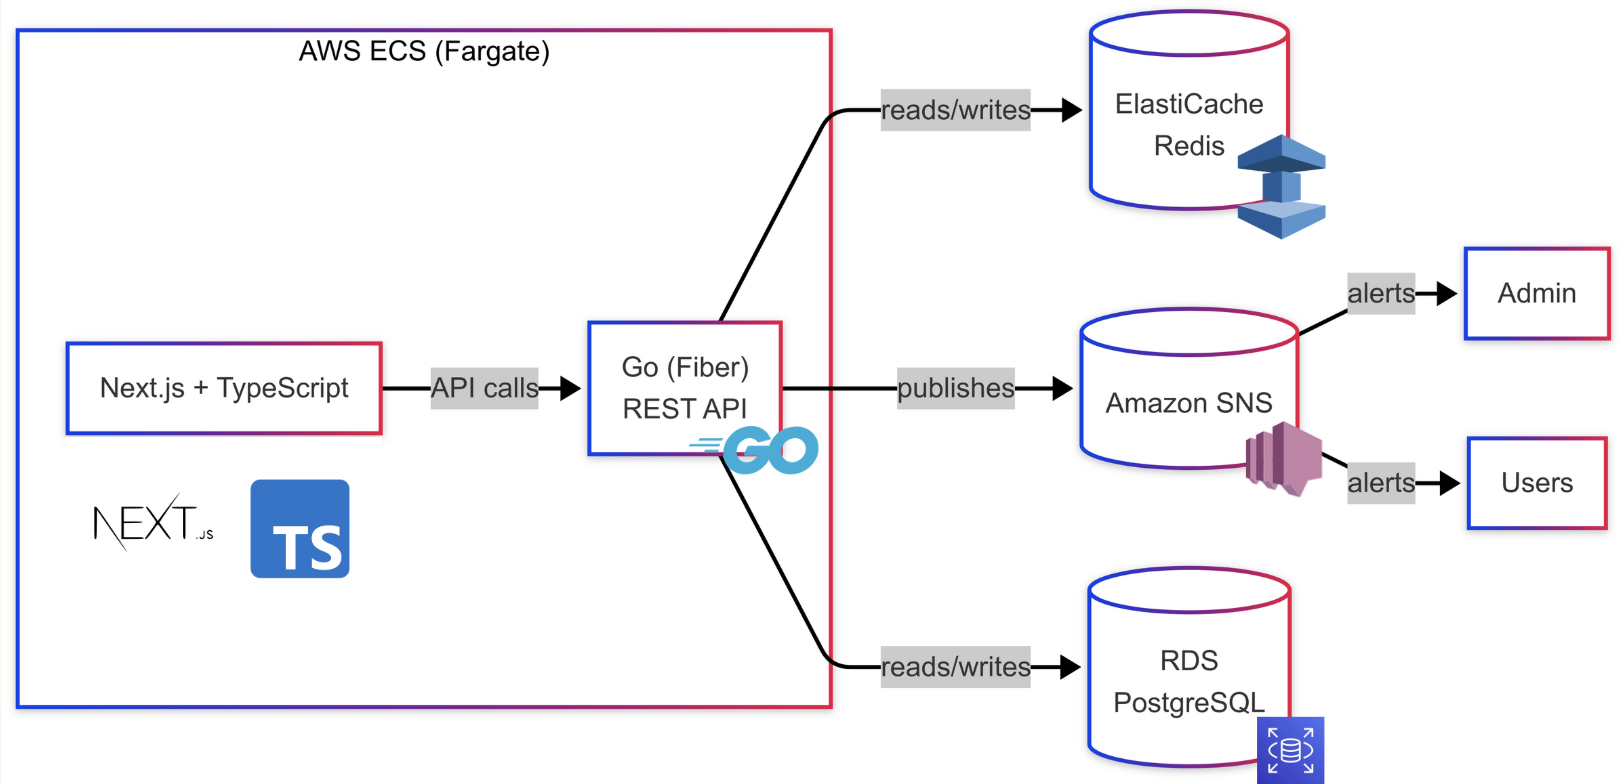 AWS ECS (Fargate)
reads/writes
ElastiCache
Redis
Next.js + TypeScript
API calls
Go (Fiber)
REST API
GO
publishes
Amazon SNS
alerts
Admin
alerts
Users
NEXT.JS
TS
reads/writes
RDS
PostgreSQL